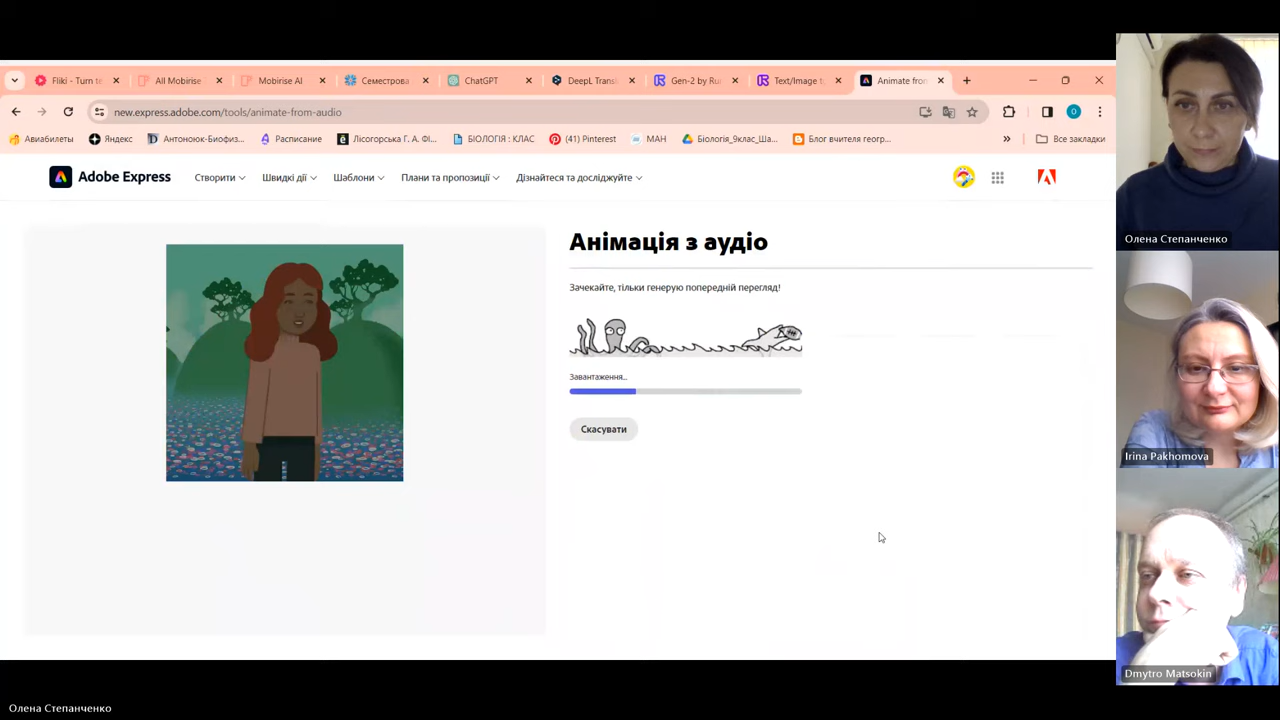 Fliki - Turn te
All Mobirise
Mobirise AI
Семестрова
ChatGPT
DeepL Transl
Gen-2 by Ru
Text/Image t
Animate fron
new.express.adobe.com/tools/animate-from-audio
Авиабилеты
Яндекс
Антонюк-Биофиз...
Расписание
Лісогорська Г. А. Фі...
БІОЛОГІЯ : КЛАС
(41) Pinterest
МАН
Біологія_9клас_Ша...
Блог вчителя геогр...
»
Все закладки
Adobe Express
Створити
Швидкі дії
Шаблони
Плани та пропозиції
Дізнайтеся та досліджуйте
Анімація з аудіо
Зачекайте, тільки генерую попередній перегляд!
Завантаження...
Скасувати
Олена Степанченко
Irina Pakhomova
Dmytro Matsokin
Олена Степанченко